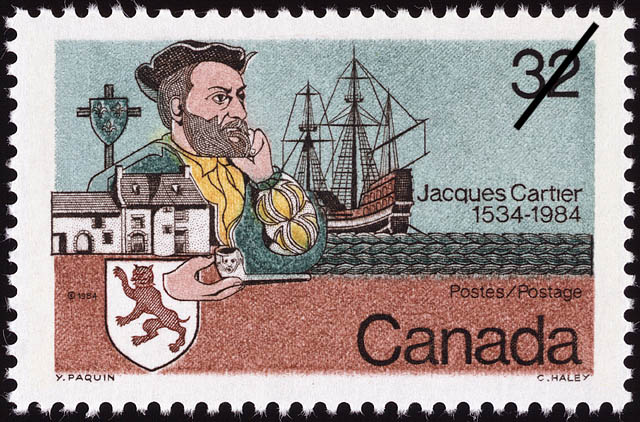 32
Jacques Cartier
1534-1984
© 1984
Postes/Postage
Canada
Y. PAQUIN
C. HALEY